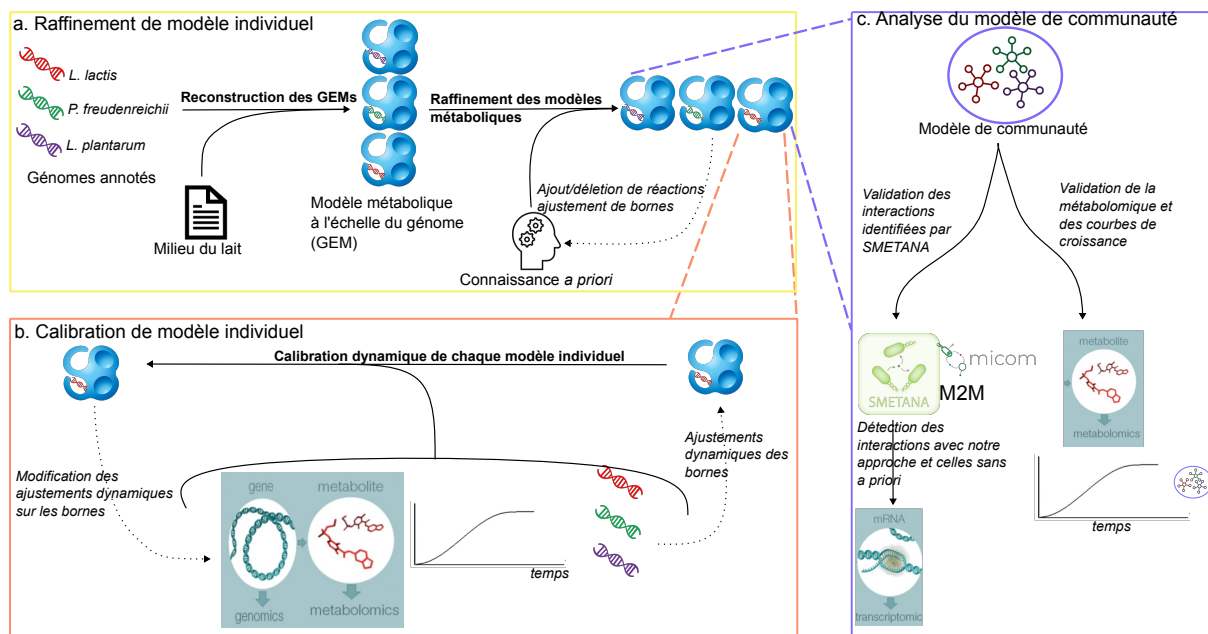 a. Raffinement de modèle individuel
L. lactis
P. freudenreichii
L. plantarum
Génomes annotés
Reconstruction des GEMs
Milieu du lait
Modèle métabolique
à l'échelle du génome
(GEM)
Raffinement des modèles
métaboliques
Ajout/déletion de réactions
ajustement de bornes
Connaissance a priori
b. Calibration de modèle individuel
Calibration dynamique de chaque modèle individuel
Modification des
ajustements dynamiques
sur les bornes
gene
metabolite
genomics
metabolomics
temps
Ajustements
dynamiques des
bornes
c. Analyse du modèle de communauté
Modèle de communauté
Validation des
interactions
identifiées par
SMETANA
Validation de la
métabolomique et
des courbes de
croissance
SMETANA
micom
M2M
metabolite
metabolomics
Détection des
interactions avec notre
approche et celles sans
a priori
mRNA
transcriptomic
temps